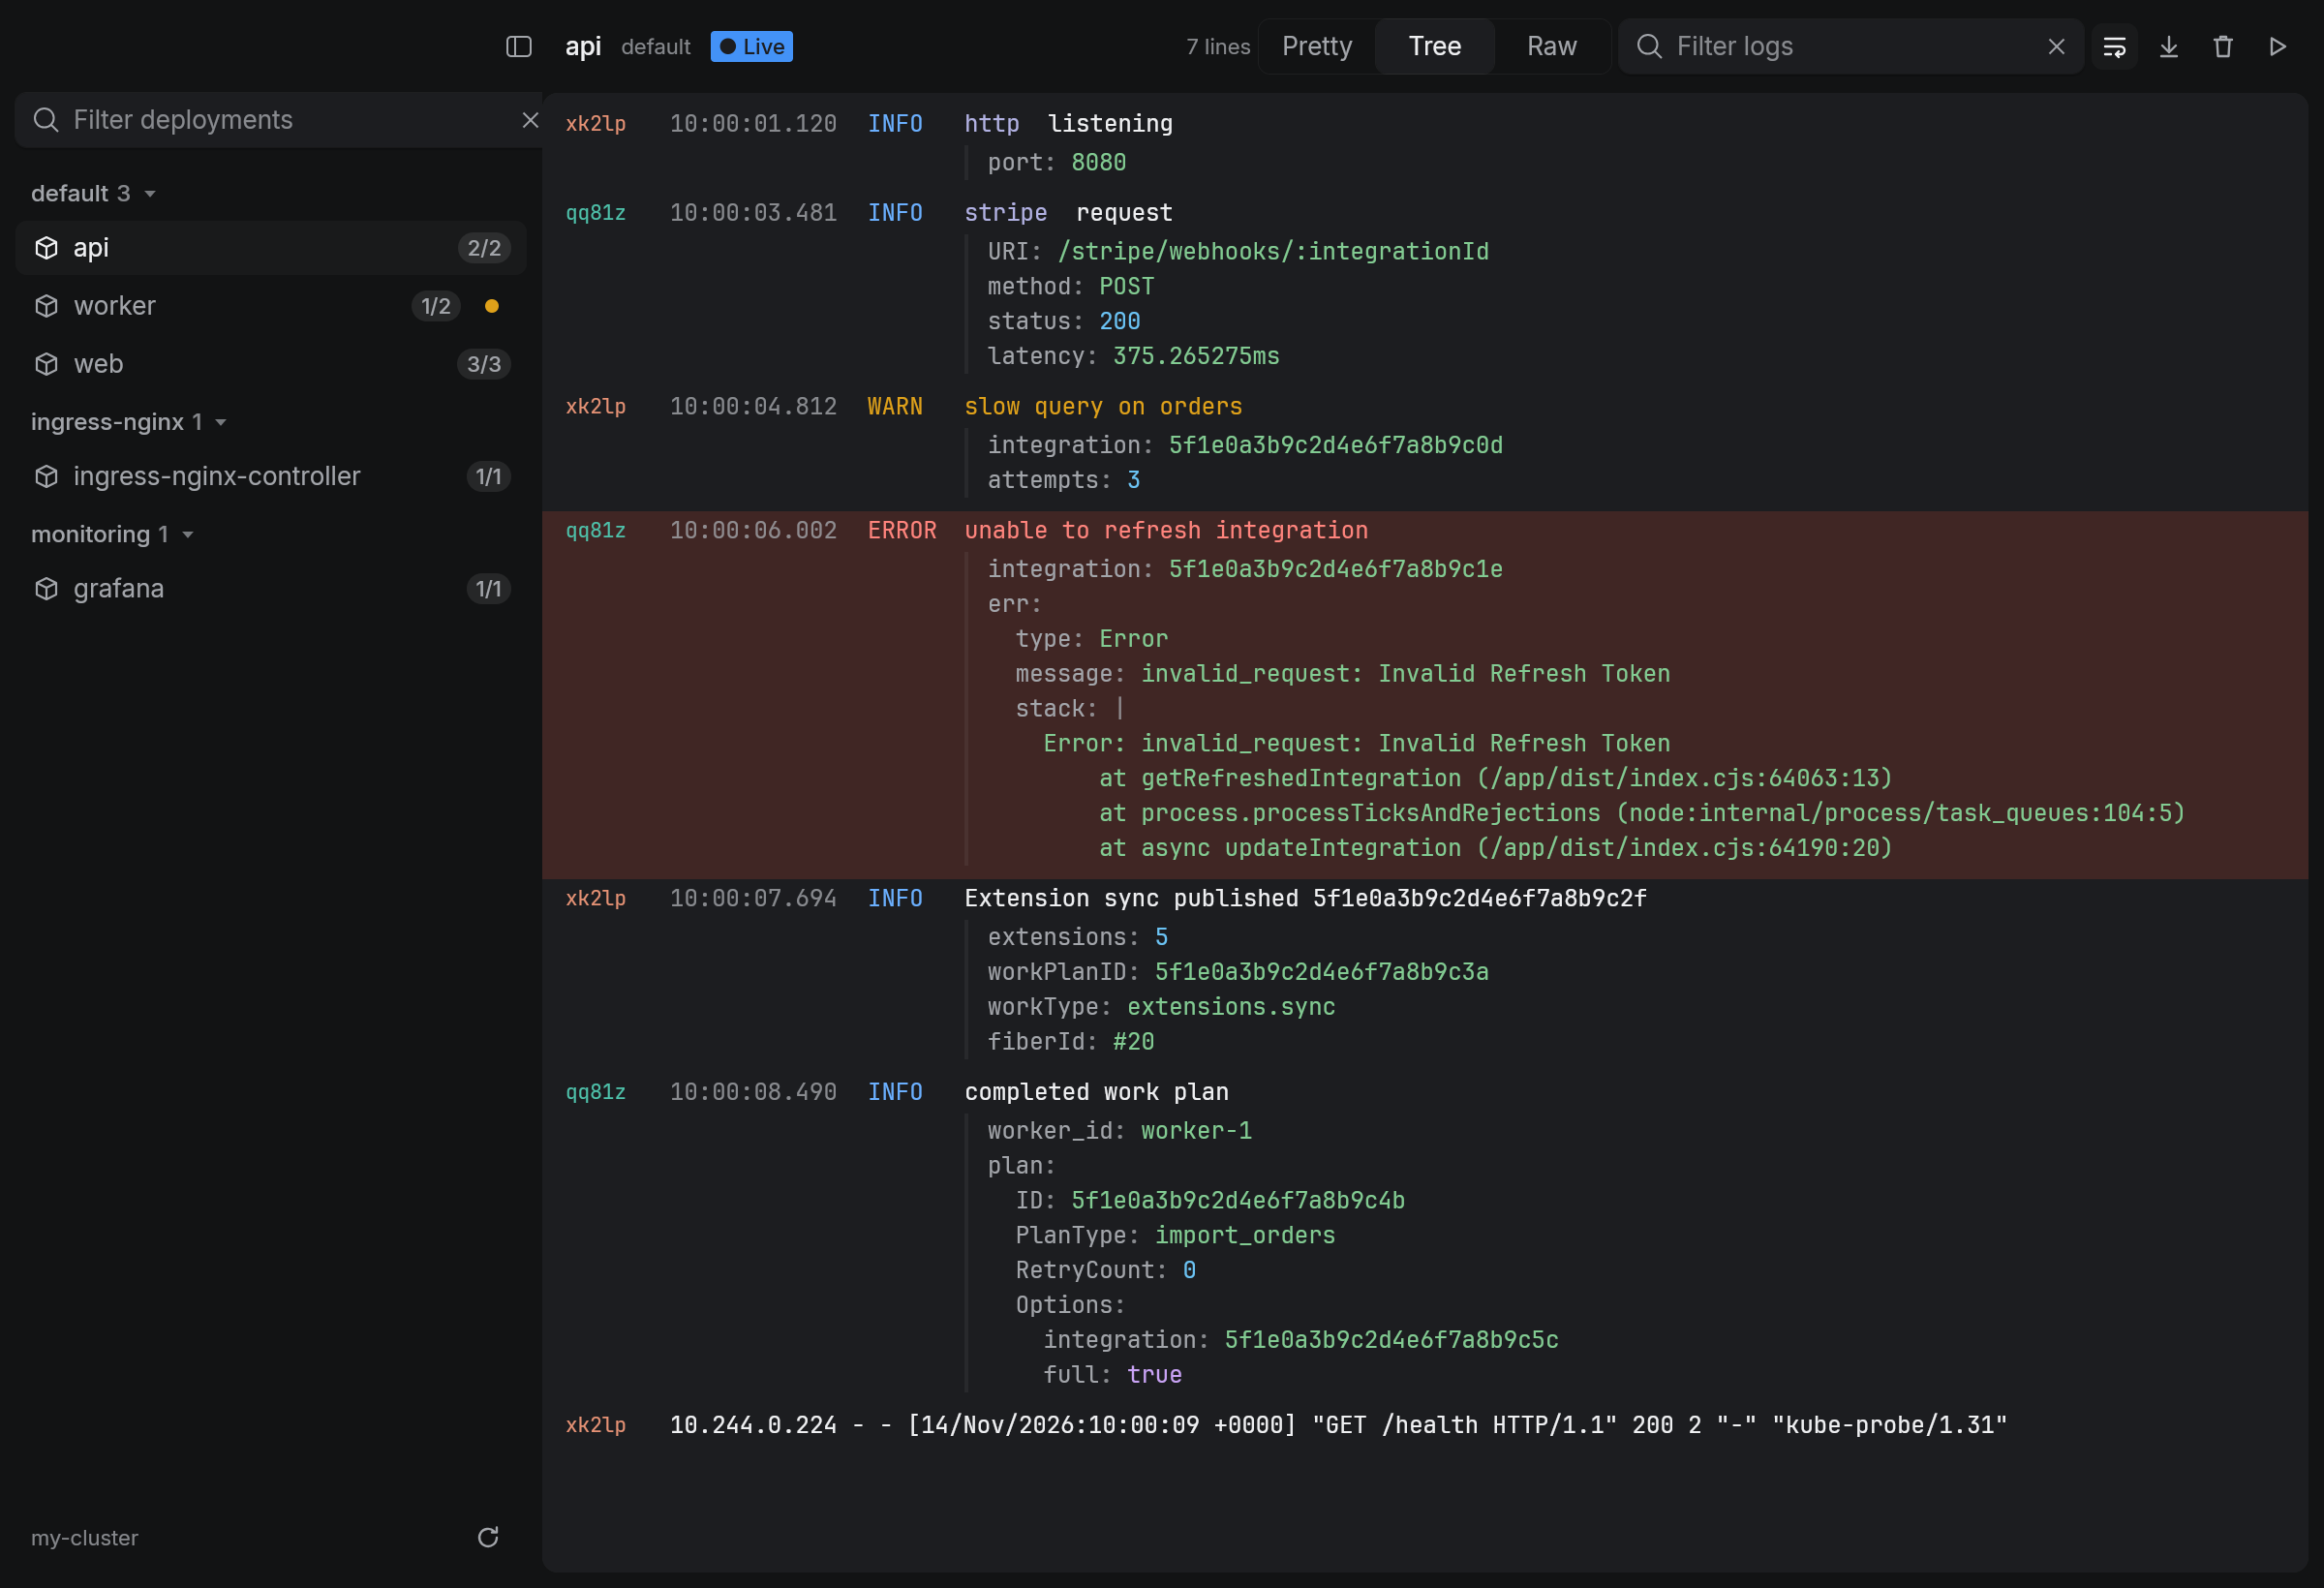 api default Live 7 lines Pretty Tree Raw Filter logs
Filter deployments
default 3
api 2/2
worker 1/2
web 3/3
ingress-nginx 1
ingress-nginx-controller 1/1
monitoring 1
grafana 1/1
my-cluster
xk2lp 10:00:01.120 INFO http listening
port: 8080
qq81z 10:00:03.481 INFO stripe request
URI: /stripe/webhooks/:integrationId
method: POST
status: 200
latency: 375.265275ms
xk2lp 10:00:04.812 WARN slow query on orders
integration: 5f1e0a3b9c2d4e6f7a8b9c0d
attempts: 3
qq81z 10:00:06.002 ERROR unable to refresh integration
integration: 5f1e0a3b9c2d4e6f7a8b9c1e
err:
type: Error
message: invalid_request: Invalid Refresh Token
stack: |
Error: invalid_request: Invalid Refresh Token
at getRefreshedIntegration (/app/dist/index.cjs:64063:13)
at process.processTicksAndRejections (node:internal/process/task_queues:104:5)
at async updateIntegration (/app/dist/index.cjs:64190:20)
xk2lp 10:00:07.694 INFO Extension sync published 5f1e0a3b9c2d4e6f7a8b9c2f
extensions: 5
workPlanID: 5f1e0a3b9c2d4e6f7a8b9c3a
workType: extensions.sync
fiberId: #20
qq81z 10:00:08.490 INFO completed work plan
worker_id: worker-1
plan:
ID: 5f1e0a3b9c2d4e6f7a8b9c4b
PlanType: import_orders
RetryCount: 0
Options:
integration: 5f1e0a3b9c2d4e6f7a8b9c5c
full: true
xk2lp 10.244.0.224 - - [14/Nov/2026:10:00:09 +0000] "GET /health HTTP/1.1" 200 2 "-" "kube-probe/1.31"